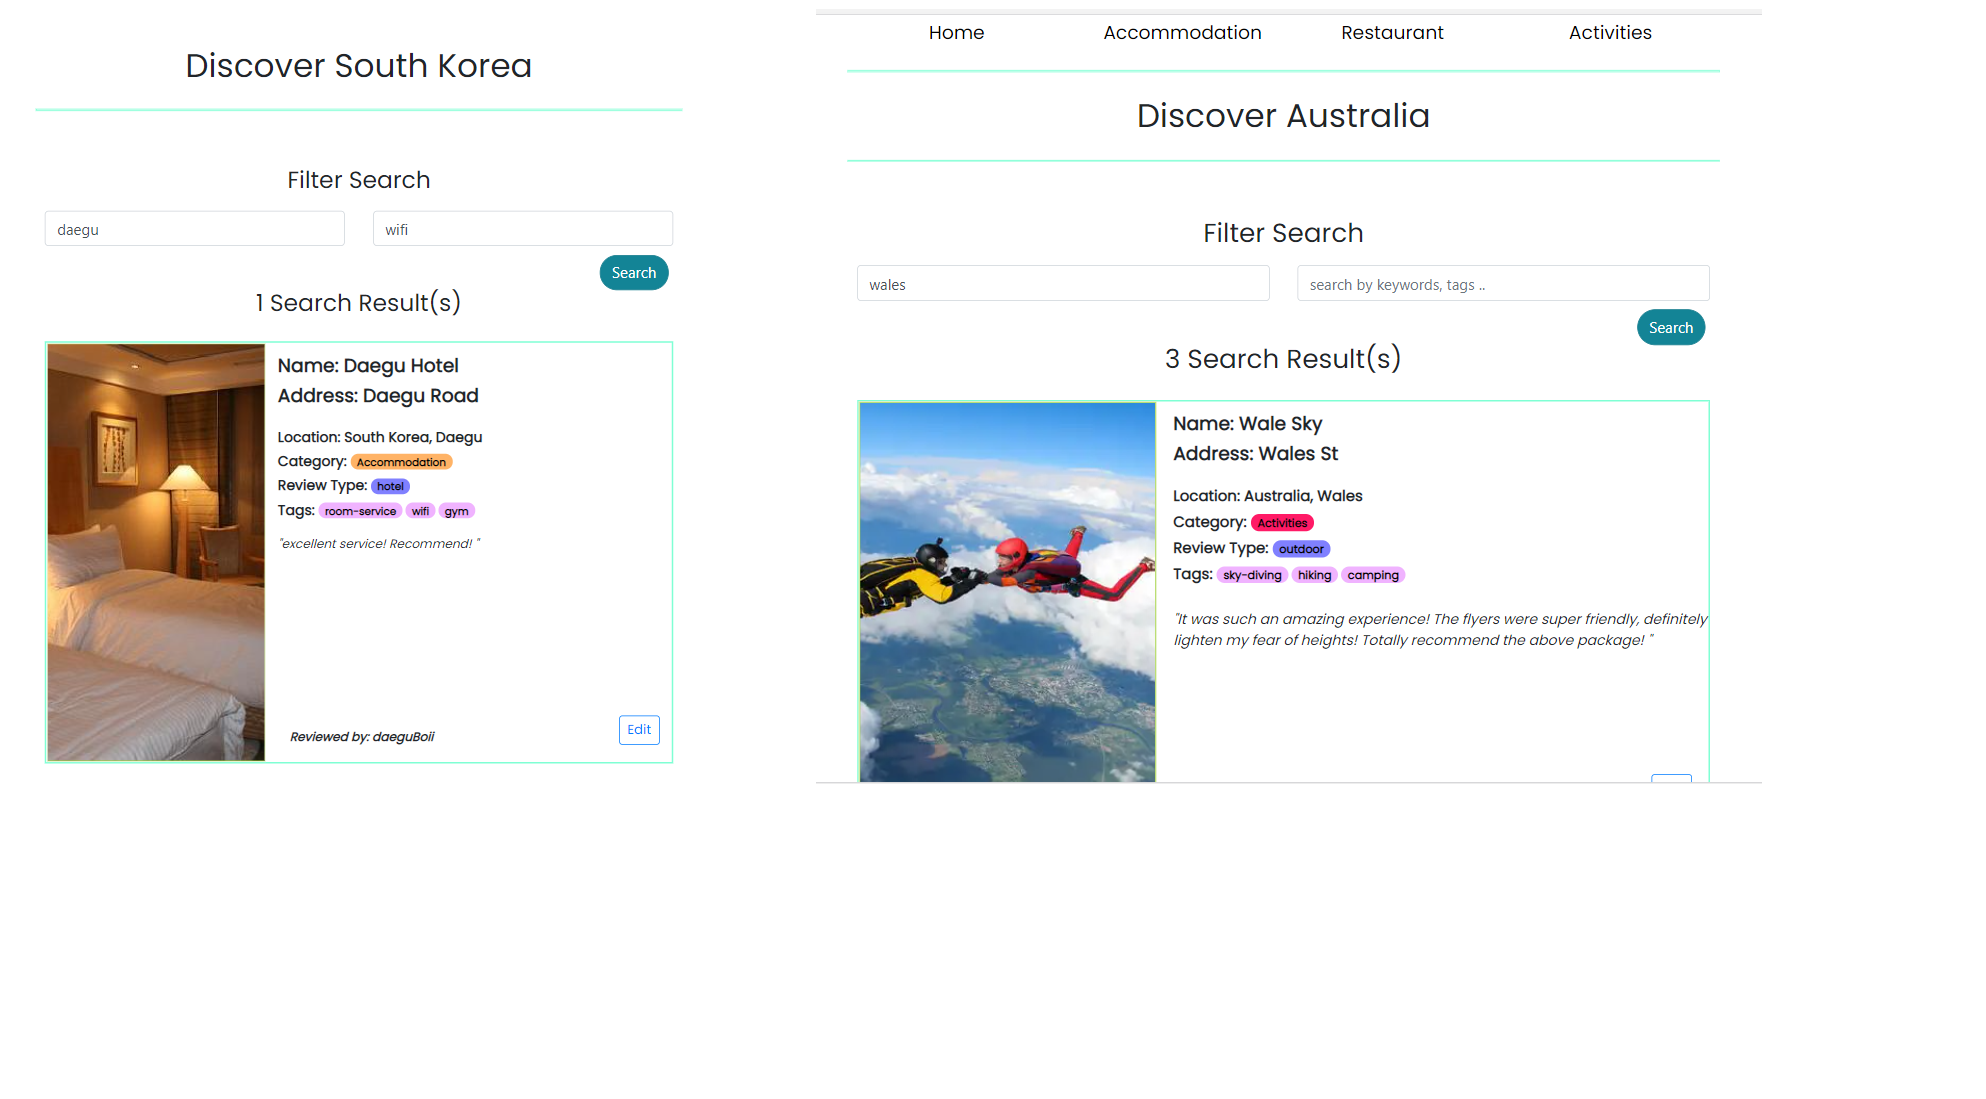 Discover South Korea
Filter Search
daegu
wifi
Search
1 Search Result(s)
Name: Daegu Hotel
Address: Daegu Road
Location: South Korea, Daegu
Category: Accommodation
Review Type: hotel
Tags: room-service wifi gym
"excellent service! Recommend! "
Reviewed by: daeguBoii
Edit
Home Accommodation Restaurant Activities
Discover Australia
Filter Search
wales
search by keywords, tags ..
Search
3 Search Result(s)
Name: Wale Sky
Address: Wales St
Location: Australia, Wales
Category: Activities
Review Type: outdoor
Tags: sky-diving hiking camping
"It was such an amazing experience! The flyers were super friendly, definitely
lighten my fear of heights! Totally recommend the above package! "